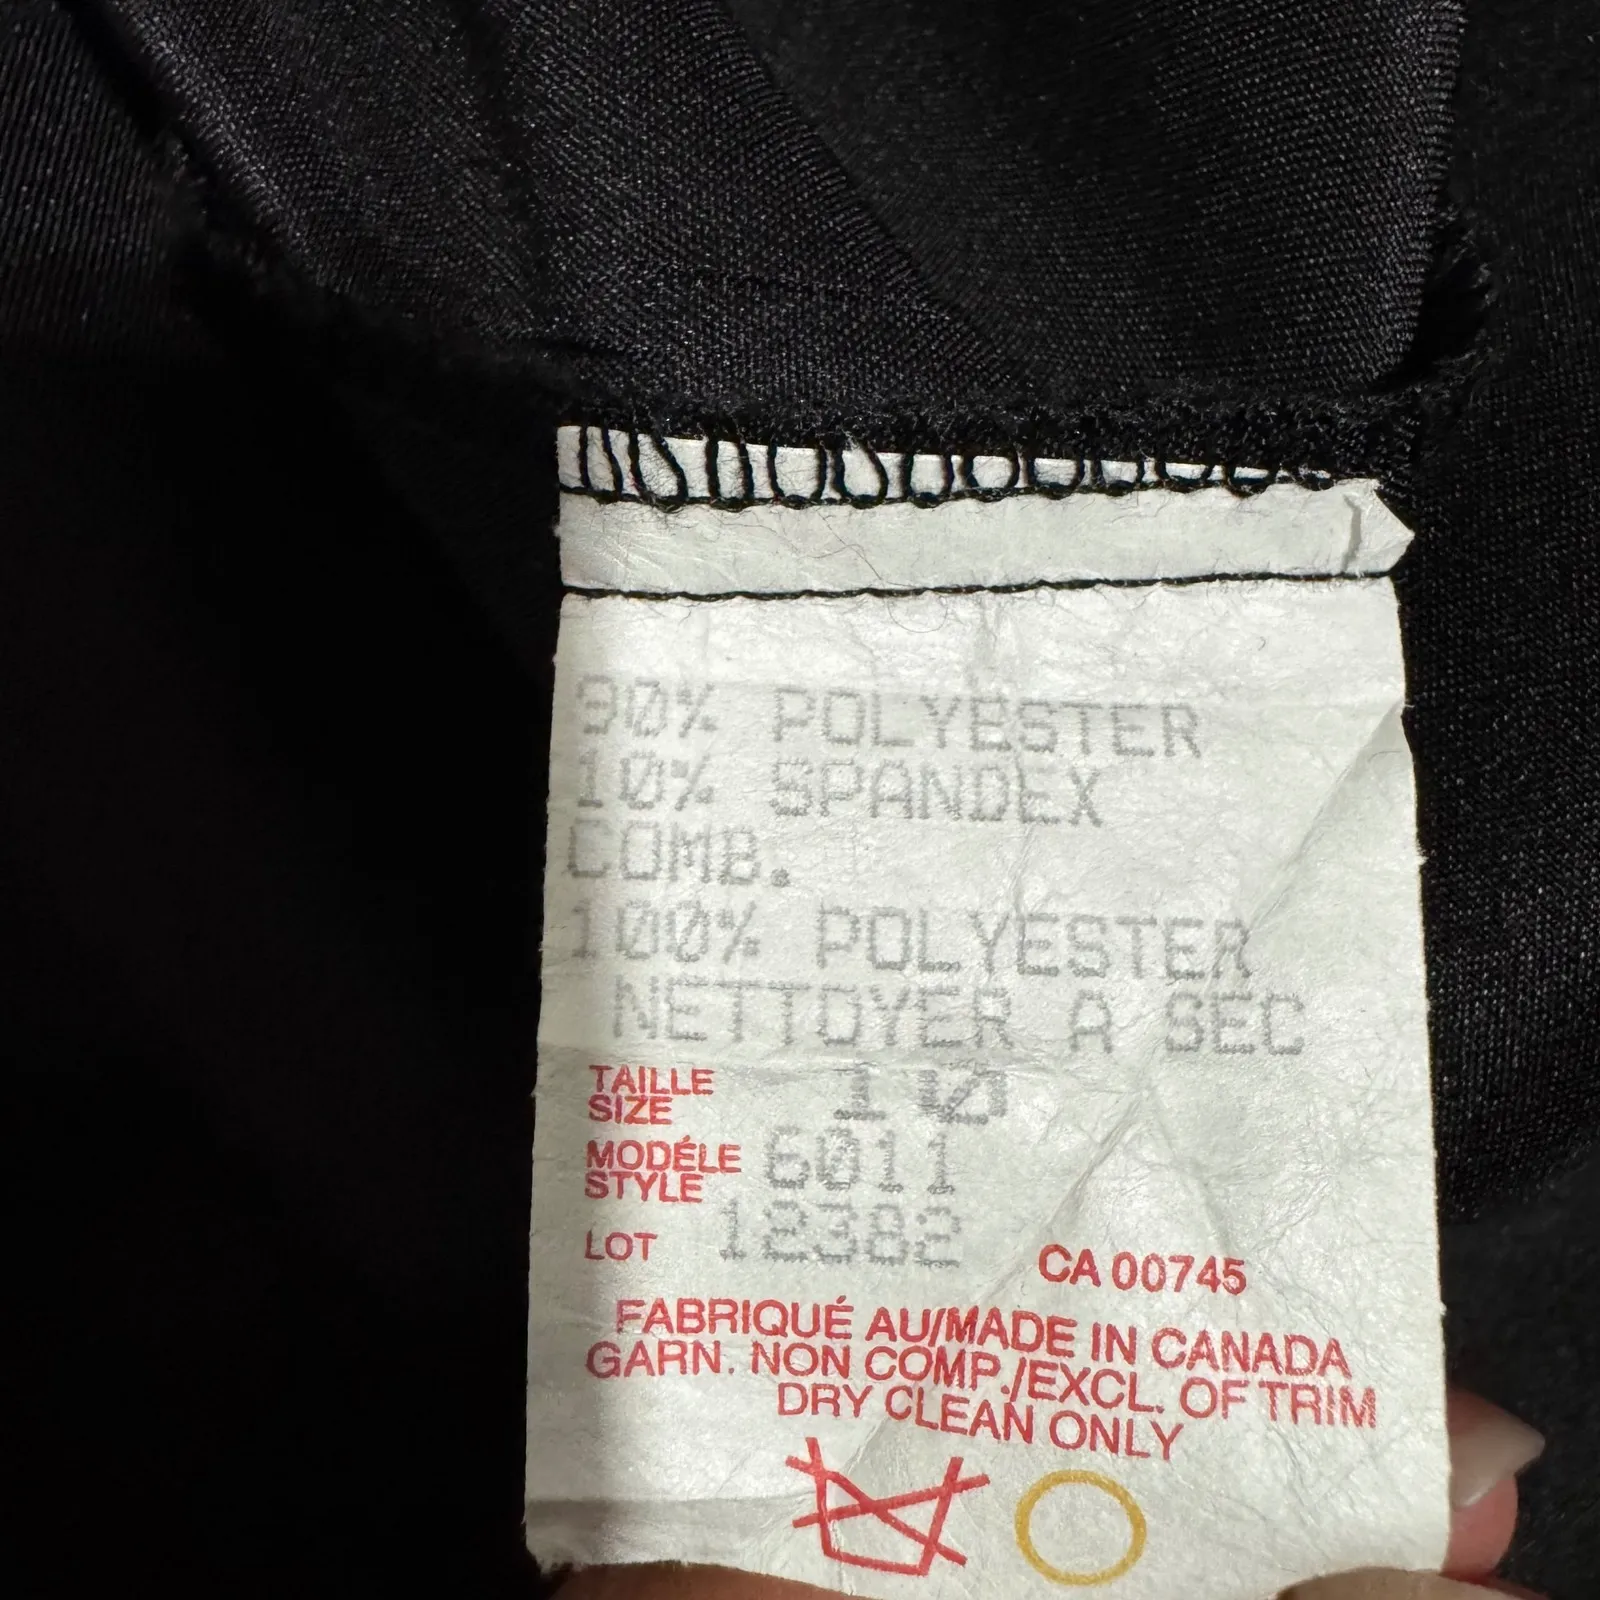 90% POLYESTER
10% SPANDEX
COMB.
100% POLYESTER
NETTOYER A SEC
TAILLE
SIZE 10
MODÉLE
STYLE 6011
LOT 12382
CA 00745
FABRIQUÉ AU/MADE IN CANADA
GARN. NON COMP./EXCL. OF TRIM
DRY CLEAN ONLY